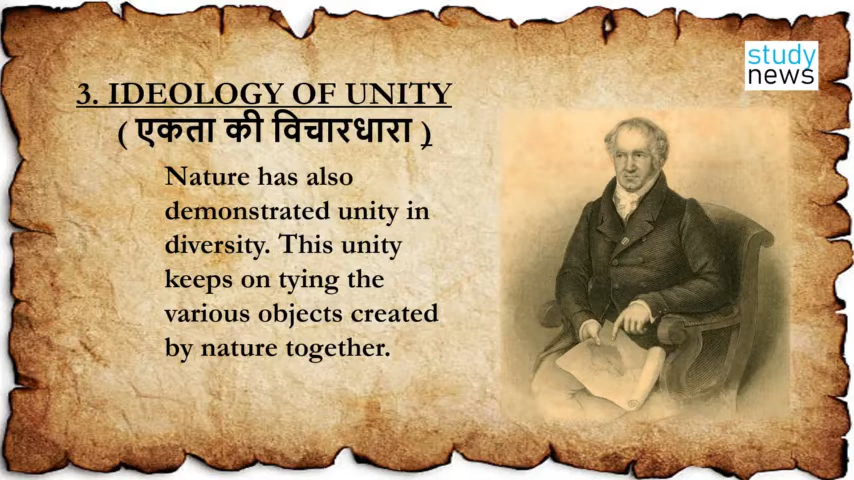 study
news
3. IDEOLOGY OF UNITY
( एकता की विचारधारा )
Nature has also
demonstrated unity in
diversity. This unity
keeps on tying the
various objects created
by nature together.